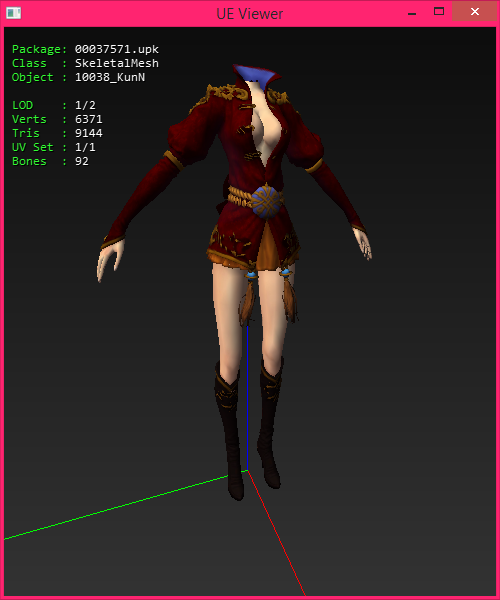 UE Viewer
Package: 00037571.upk
Class : SkeletalMesh
Object : 10038_KunN
LOD : 1/2
Verts : 6371
Tris : 9144
UV Set : 1/1
Bones : 92